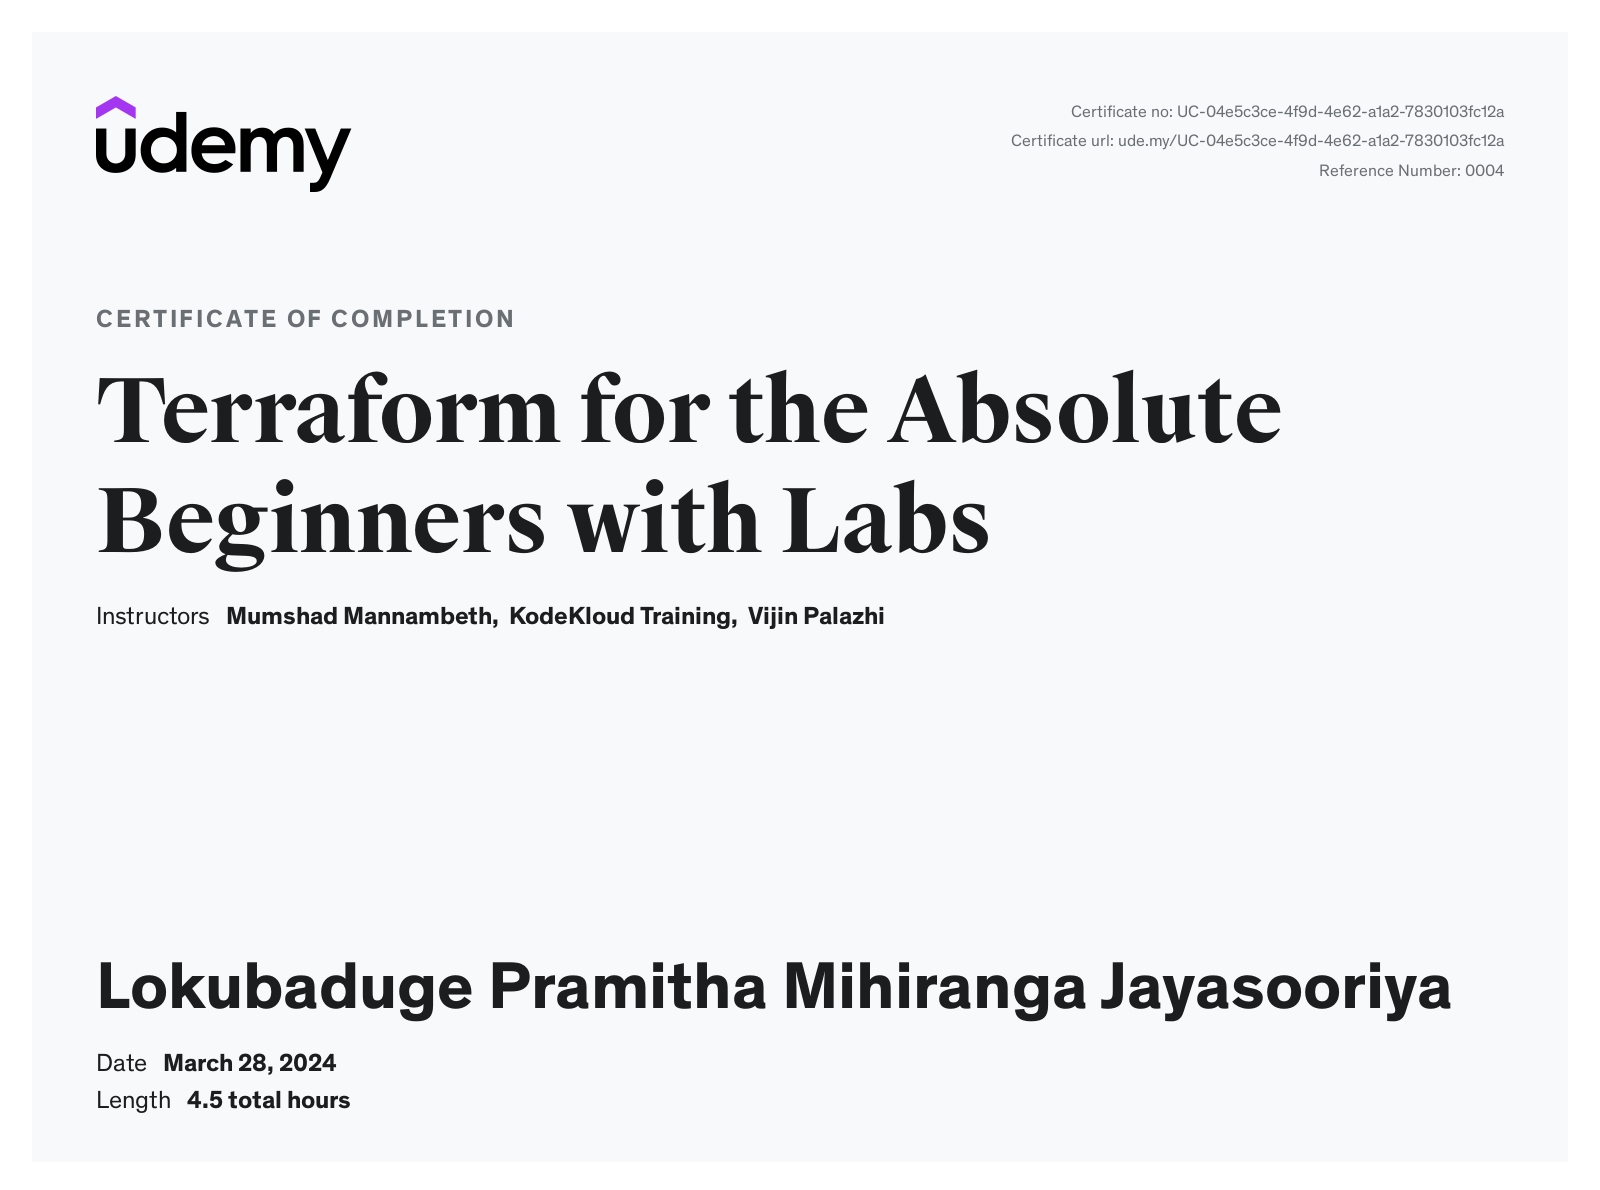 udemy
Certificate no: UC-04e5c3ce-4f9d-4e62-a1a2-7830103fc12a
Certificate url: ude.my/UC-04e5c3ce-4f9d-4e62-a1a2-7830103fc12a
Reference Number: 0004
CERTIFICATE OF COMPLETION
Terraform for the Absolute
Beginners with Labs
Instructors Mumshad Mannambeth, KodeKloud Training, Vijin Palazhi
Lokubaduge Pramitha Mihiranga Jayasooriya
Date March 28, 2024
Length 4.5 total hours